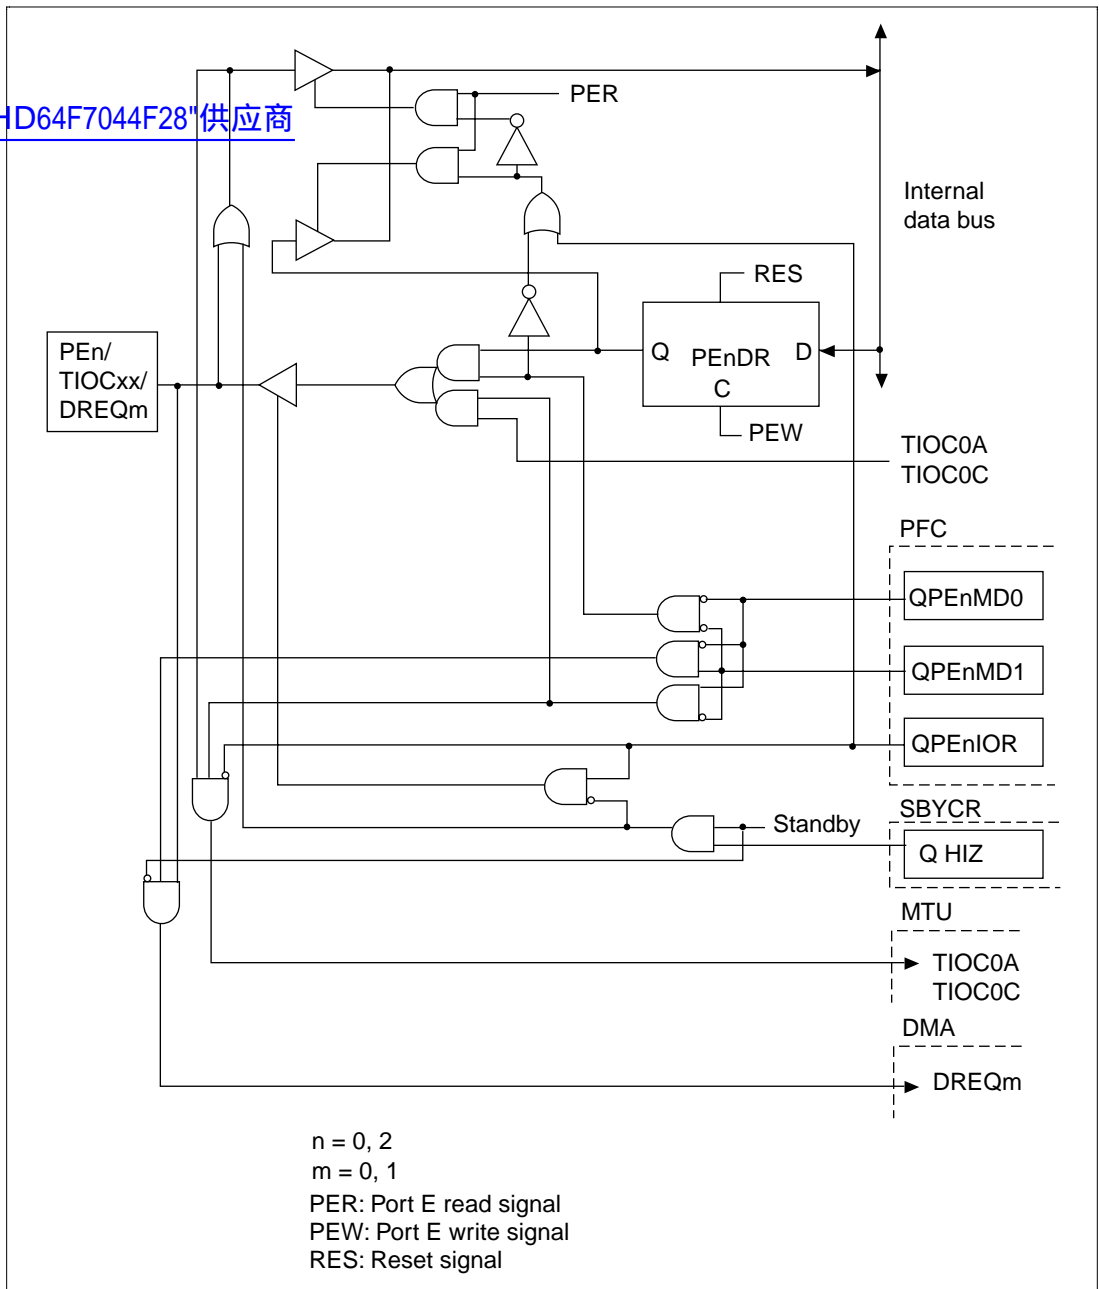 PER
HD64F7044F28"供应商
Internal
data bus
RES
PEn/
TIOCxx/
DREQm
Q
PEnDR
D
C
PEW
TIOC0A
TIOC0C
PFC
QPEnMD0
QPEnMD1
QPEnIOR
SBYCR
Standby
Q HIZ
MTU
TIOC0A
TIOC0C
DMA
DREQm
n = 0, 2
m = 0, 1
PER: Port E read signal
PEW: Port E write signal
RES: Reset signal